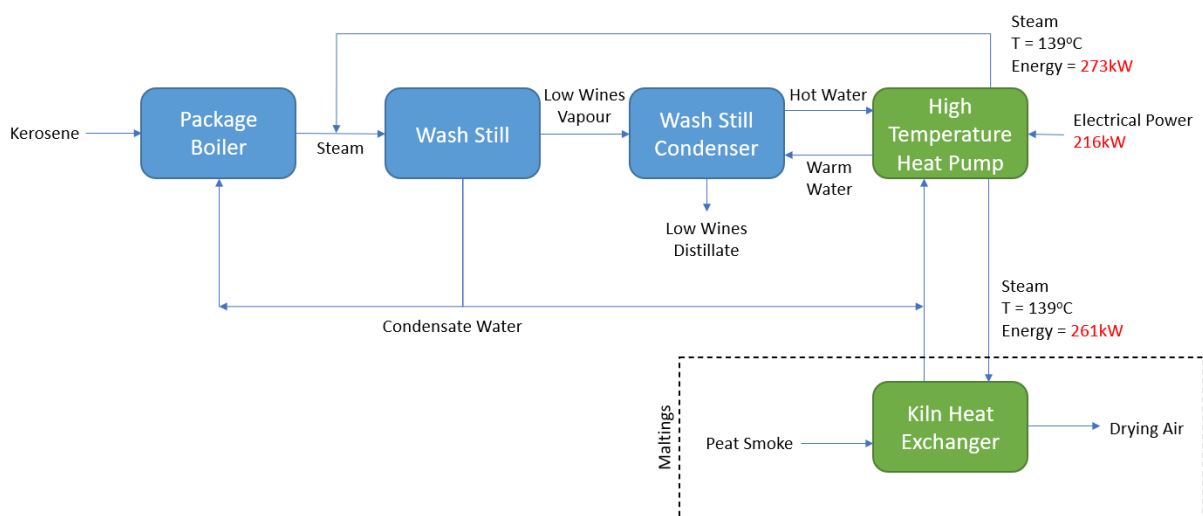 Steam
T = 139°C
Energy = 273kW
Kerosene
Package
Boiler
Steam
Wash Still
Low Wines
Vapour
Wash Still
Condenser
Hot Water
Warm
Water
High
Temperature
Heat Pump
Electrical Power
216kW
Low Wines
Distillate
Condensate Water
Steam
T = 139°C
Energy = 261kW
Maltings
Peat Smoke
Kiln Heat
Exchanger
Drying Air